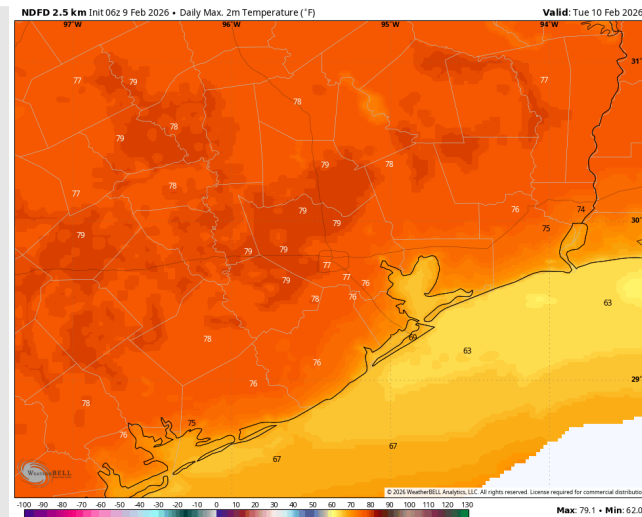 NDFD 2.5 km Init 06z 9 Feb 2026 • Daily Max. 2m Temperature (°F)
Valid: Tue 10 Feb 2026
97°W 96°W 95°W 94°W
31°
77 79 77
78
79 78
79 78
78
77
79 76 74
79 75 30°
79
79 79
77
79 77 76
78 76 63
69
78 63
76
76 29°
78
75
76
67 67
WEATHERBELL
© 2026 WeatherBELL Analytics, LLC. All rights reserved. License required for commercial distributio
-100 -90 -80 -70 -60 -50 -40 -30 -20 -10 0 10 20 30 40 50 60 70 80 90 100 110 120 130
Max: 79.1 • Min: 62.